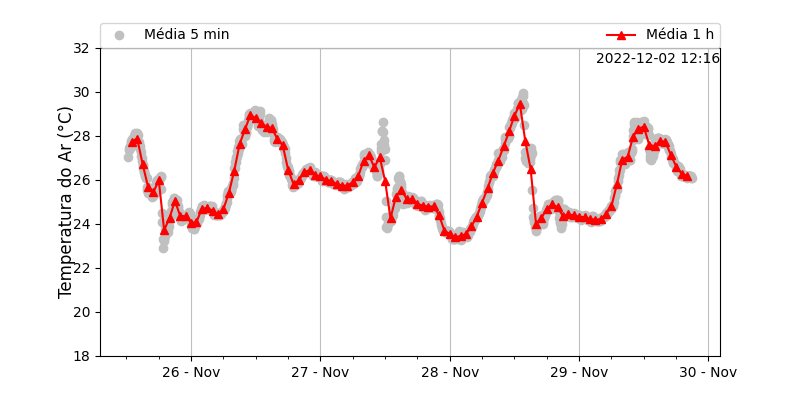 Média 5 min
Média 1 h
2022-12-02 12:16
Temperatura do Ar (°C)
32
30
28
26
24
22
20
18
26 - Nov
27 - Nov
28 - Nov
29 - Nov
30 - Nov